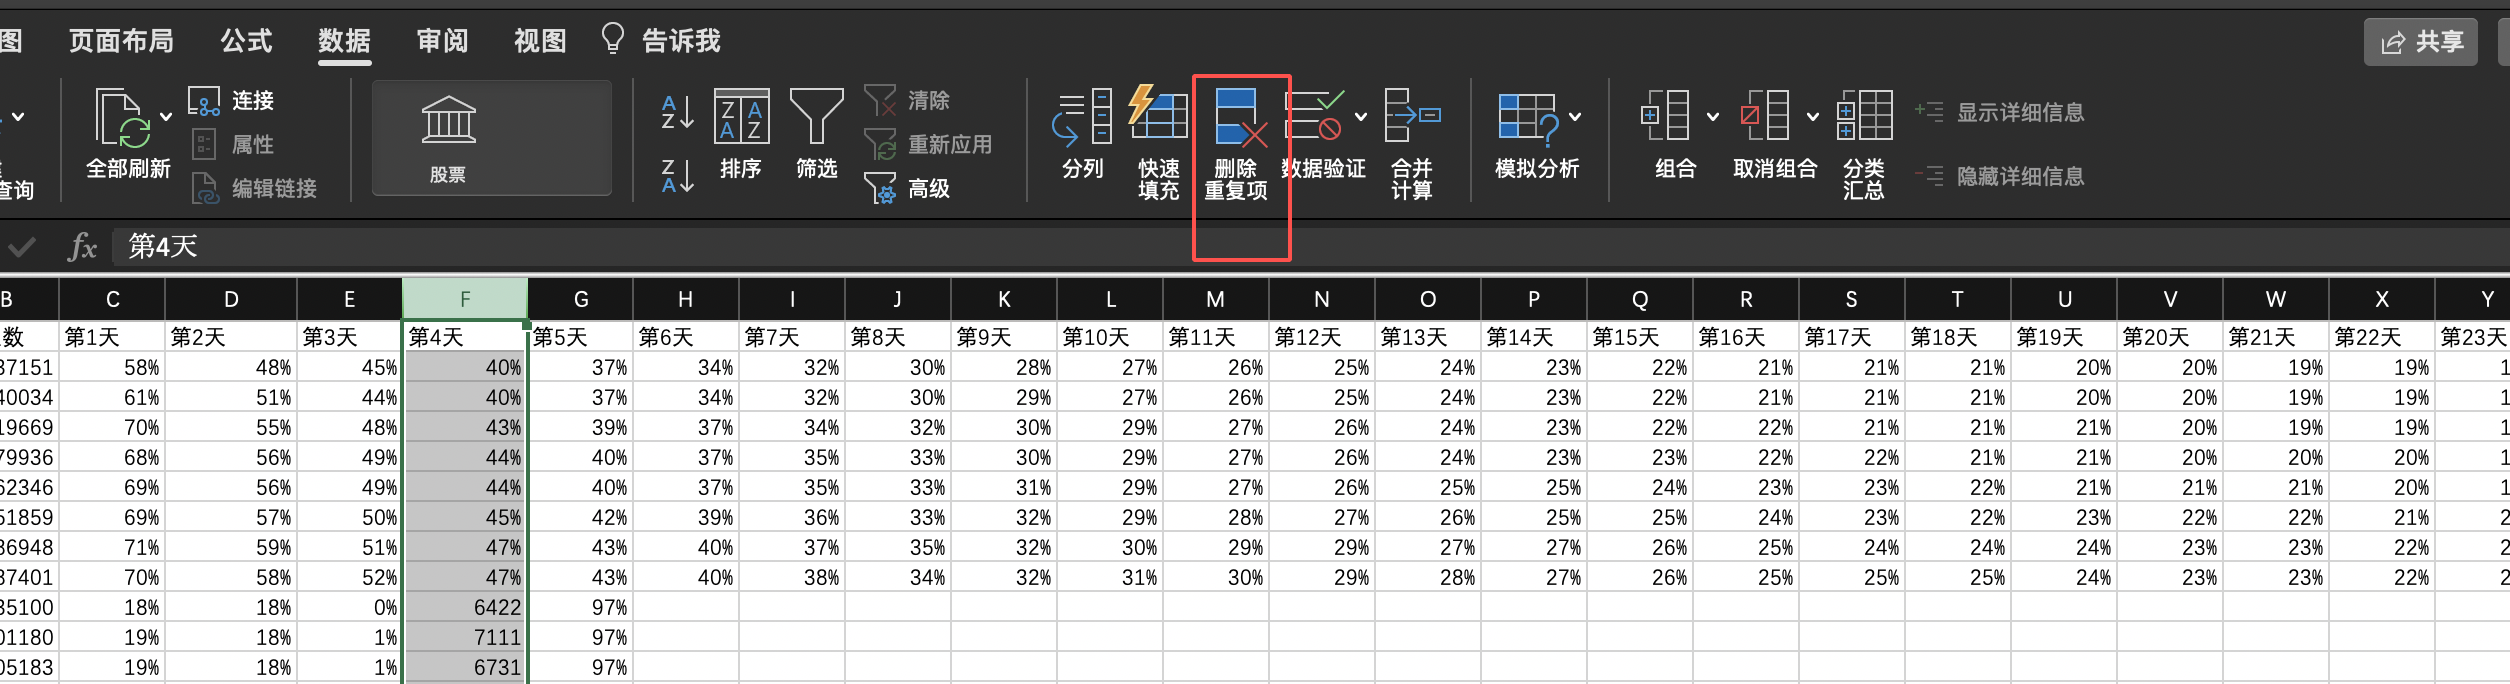 图 页面布局 公式 数据 审阅 视图 告诉我 共享
连接 清除
全部刷新 属性 股票 排序 筛选 重新应用 分列 快速填充 删除重复项 数据验证 合并计算 模拟分析 组合 取消组合 分类汇总 显示详细信息
查询 编辑链接 高级 隐藏详细信息
fx 第4天
B C D E F G H I J K L M N O P Q R S T U V W X Y
数 第1天 第2天 第3天 第4天 第5天 第6天 第7天 第8天 第9天 第10天 第11天 第12天 第13天 第14天 第15天 第16天 第17天 第18天 第19天 第20天 第21天 第22天 第23天
37151 58% 48% 45% 40% 37% 34% 32% 30% 28% 27% 26% 25% 24% 23% 22% 21% 21% 21% 20% 20% 19% 19% 1
40034 61% 51% 44% 40% 37% 34% 32% 30% 29% 27% 26% 25% 24% 23% 22% 21% 21% 21% 20% 20% 19% 19% 1
19669 70% 55% 48% 43% 39% 37% 34% 32% 30% 29% 27% 26% 24% 23% 22% 22% 21% 21% 21% 20% 19% 19% 1
79936 68% 56% 49% 44% 40% 37% 35% 33% 30% 29% 27% 26% 24% 23% 23% 22% 22% 21% 21% 20% 20% 20% 1
62346 69% 56% 49% 44% 40% 37% 35% 33% 31% 29% 27% 26% 25% 25% 24% 23% 23% 22% 21% 21% 21% 20% 1
51859 69% 57% 50% 45% 42% 39% 36% 33% 32% 29% 28% 27% 26% 25% 25% 24% 23% 22% 23% 22% 22% 21% 2
36948 71% 59% 51% 47% 43% 40% 37% 35% 32% 30% 29% 29% 27% 27% 26% 25% 24% 24% 24% 23% 23% 22% 2
37401 70% 58% 52% 47% 43% 40% 38% 34% 32% 31% 30% 29% 28% 27% 26% 25% 25% 25% 24% 23% 23% 22% 2
35100 18% 18% 0% 6422 97%
01180 19% 18% 1% 7111 97%
05183 19% 18% 1% 6731 97%